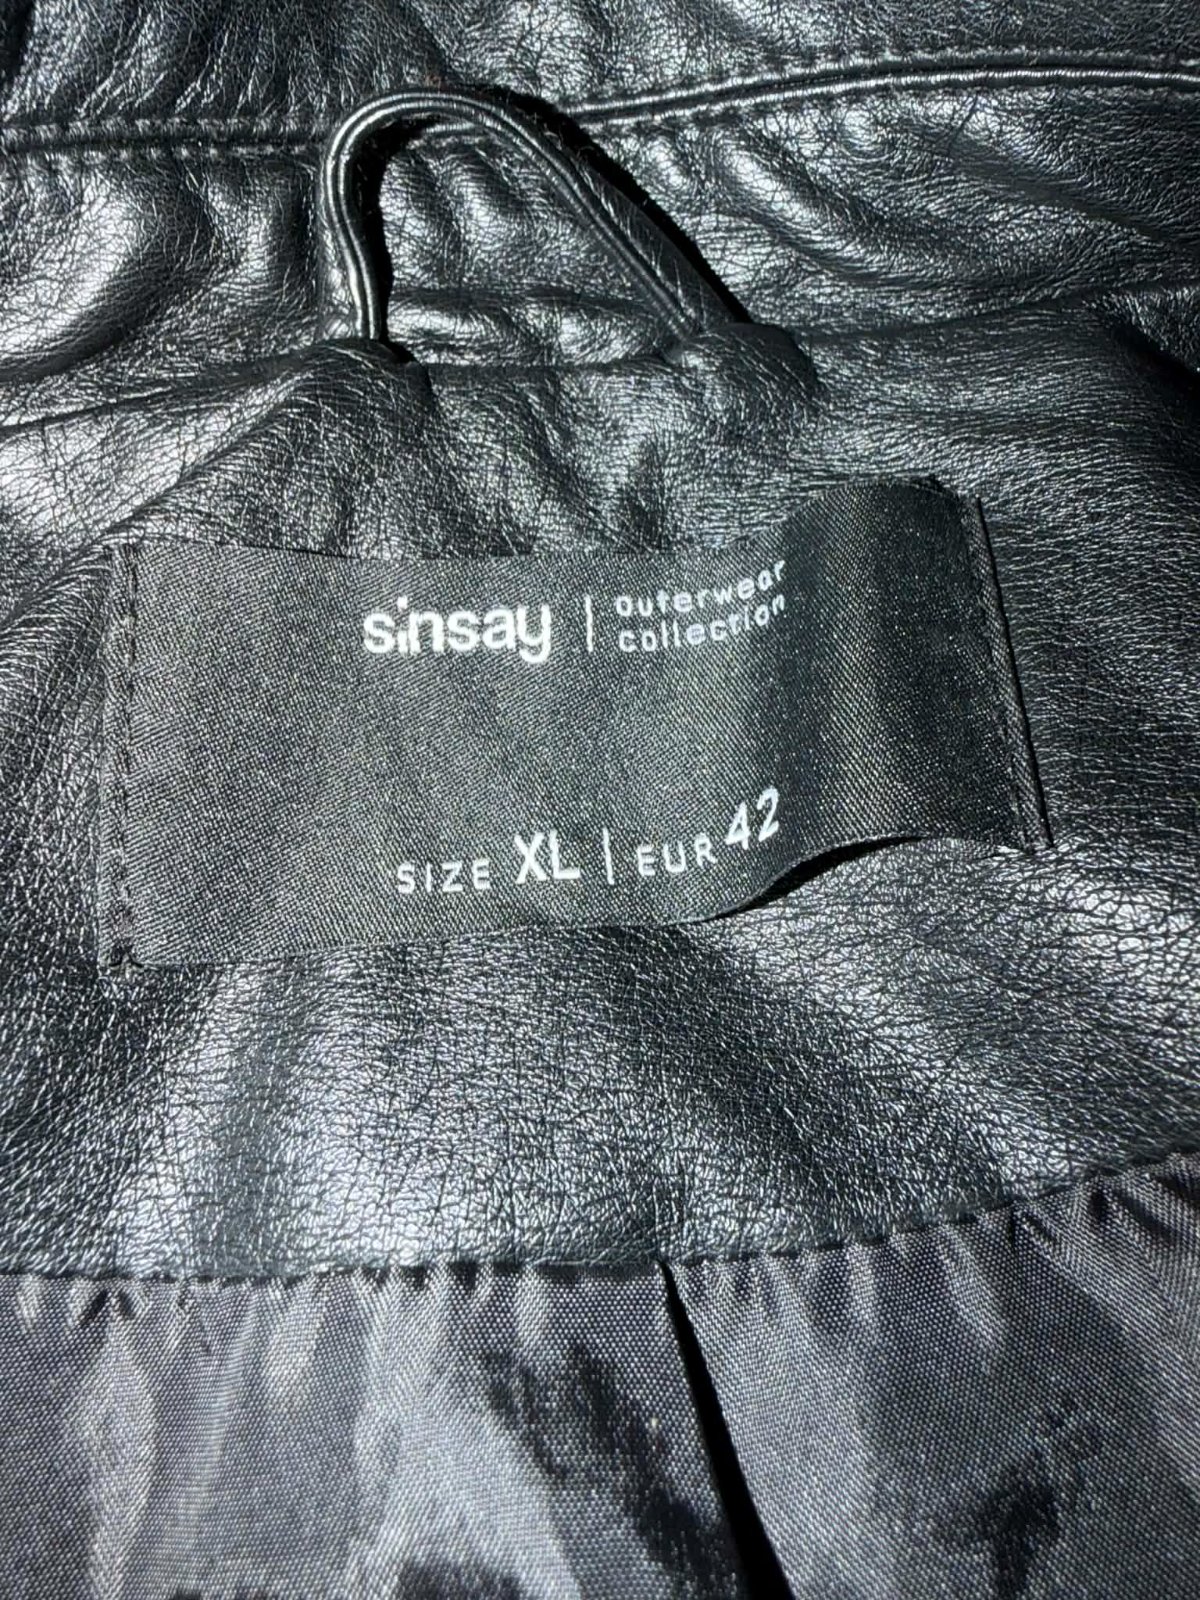 sinsay | outerwear
collection
SIZE XL | EUR 42